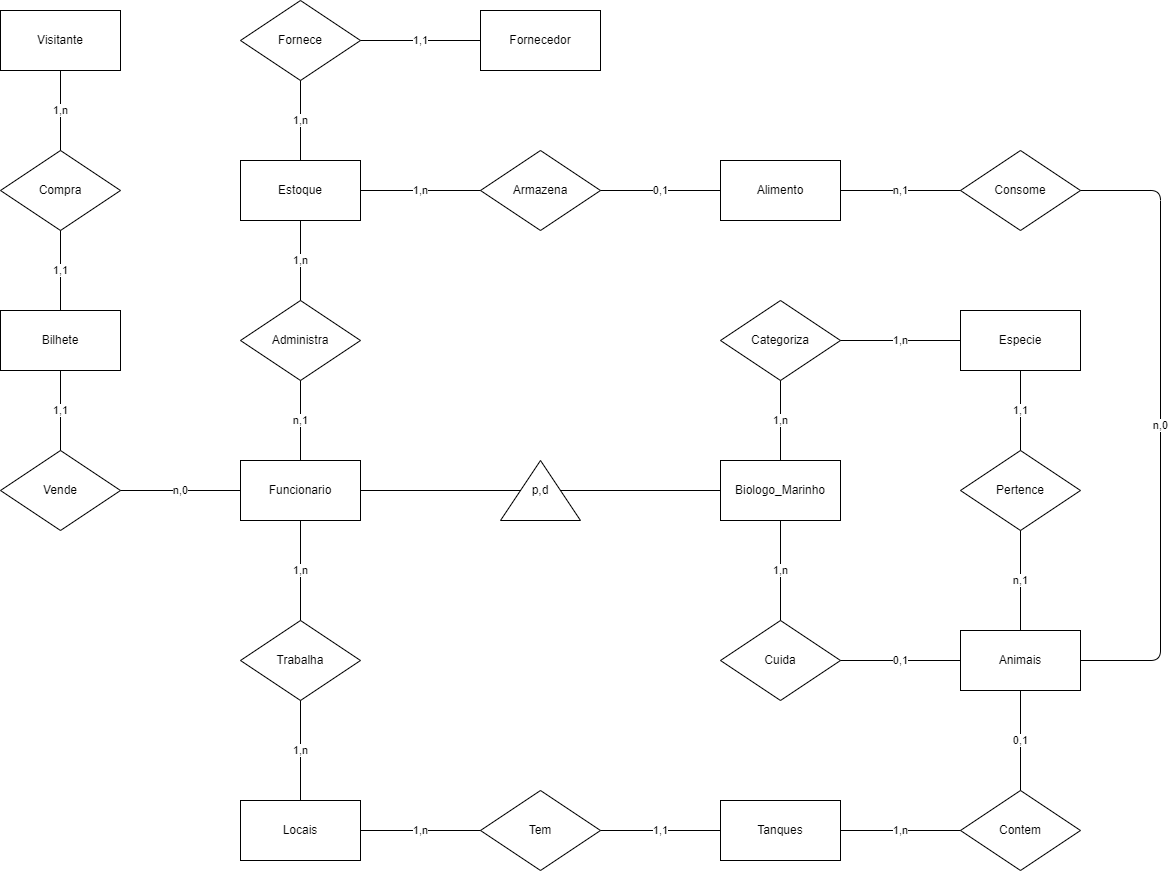 Visitante
Fornece
1,1
Fornecedor
1,n
1,n
Compra
Estoque
1,n
Armazena
0,1
Alimento
n,1
Consome
1,1
1,n
Bilhete
Administra
Categoriza
1,n
Especie
1,1
n,1
1,n
1,1
n,0
Vende
n,0
Funcionario
p,d
Biologo_Marinho
Pertence
1,n
1,n
n,1
Trabalha
Cuida
0,1
Animais
1,n
0,1
Locais
1,n
Tem
1,1
Tanques
1,n
Contem